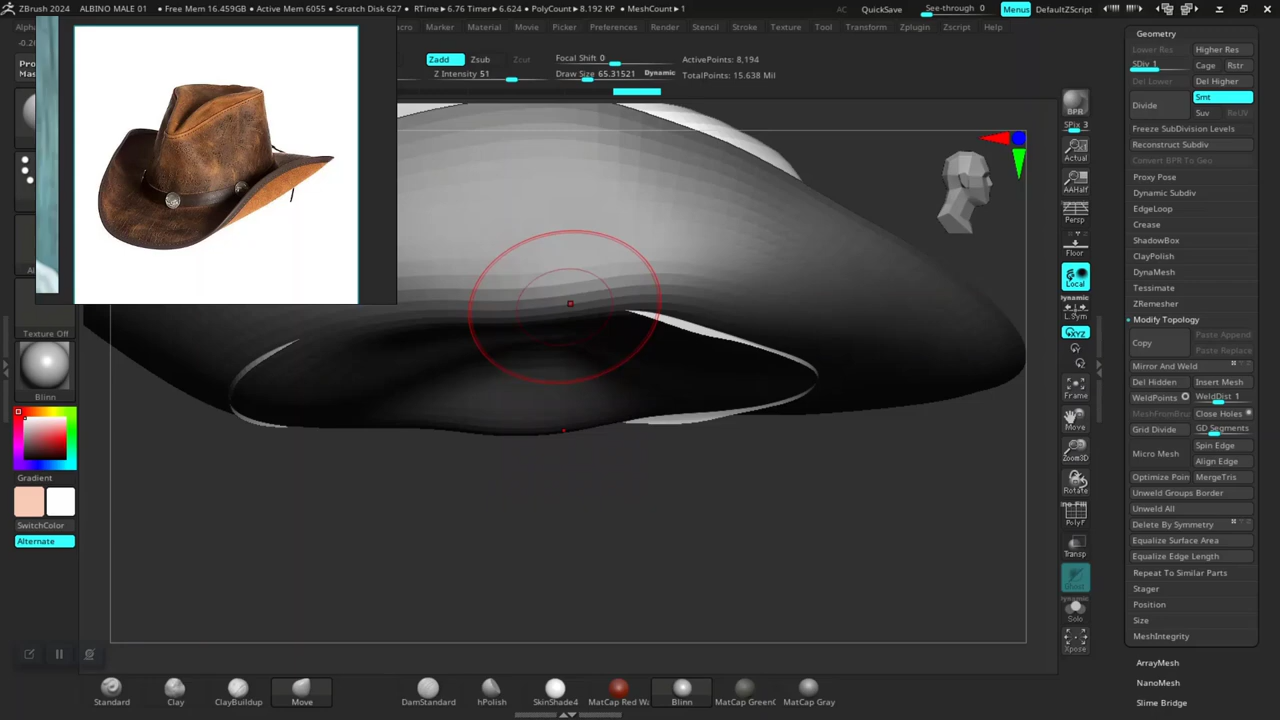 ZBrush 2024 ALBINO MALE 01 • Free Mem 16.459GB • Active Mem 6055 • Scratch Disk 627 • RTime▸ 6.76 Timer▸ 6.624 • PolyCount▸ 8.192 KP • MeshCount▸ 1
AC QuickSave See-through 0 Menus DefaultZScript
Marker Material Movie Picker Preferences Render Stencil Stroke Texture Tool Transform Zplugin Zscript Help
Zadd Zsub Zcut Focal Shift 0 ActivePoints: 8,194
Z Intensity 51 Draw Size 65.31521 Dynamic TotalPoints: 15.638 Mil
Texture Off
Blinn
Gradient
SwitchColor
Alternate
BPR
SPix 3
Actual
AAHalf
Persp
Floor
Local
Dynamic
L.Sym
XYZ
Frame
Move
Zoom3D
Rotate
PolyF
Transp
Ghost
Dynamic
Solo
Xpose
Geometry
Lower Res Higher Res
SDiv 1 Cage Rstr
Del Lower Del Higher
Divide Smt
Suv ReUV
Freeze SubDivision Levels
Reconstruct Subdiv
Convert BPR To Geo
Proxy Pose
Dynamic Subdiv
EdgeLoop
Crease
ShadowBox
ClayPolish
DynaMesh
Tessimate
ZRemesher
Modify Topology
Copy Paste Append
Paste Replace
Mirror And Weld
Del Hidden Insert Mesh
WeldPoints WeldDist 1
MeshFromBru Close Holes
Grid Divide GD Segments
Micro Mesh Spin Edge
Align Edge
Optimize Poin MergeTris
Unweld Groups Border
Unweld All
Delete By Symmetry
Equalize Surface Area
Equalize Edge Length
Repeat To Similar Parts
Stager
Position
Size
MeshIntegrity
ArrayMesh
NanoMesh
Slime Bridge
Standard Clay ClayBuildup Move DamStandard hPolish SkinShade4 MatCap Red Wa Blinn MatCap GreenC MatCap Gray